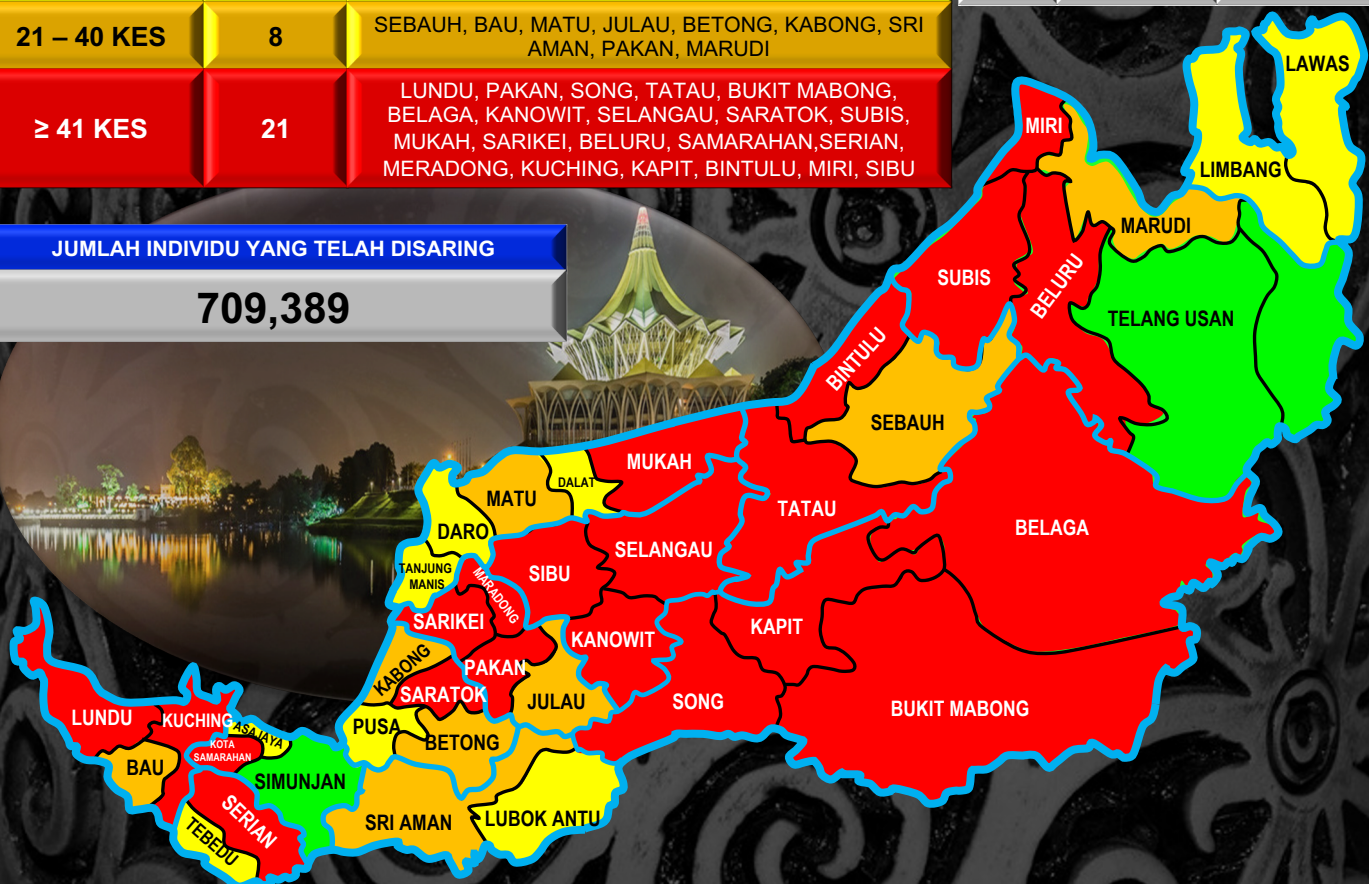 21 – 40 KES
8
SEBAUH, BAU, MATU, JULAU, BETONG, KABONG, SRI
AMAN, PAKAN, MARUDI
≥ 41 KES
21
LUNDU, PAKAN, SONG, TATAU, BUKIT MABONG,
BELAGA, KANOWIT, SELANGAU, SARATOK, SUBIS,
MUKAH, SARIKEI, BELURU, SAMARAHAN,SERIAN,
MERADONG, KUCHING, KAPIT, BINTULU, MIRI, SIBU
JUMLAH INDIVIDU YANG TELAH DISARING
709,389
LAWAS
MIRI
LIMBANG
MARUDI
SUBIS
BELURU
TELANG USAN
BINTULU
SEBAUH
MUKAH
DALAT
MATU
TATAU
BELAGA
DARO
SELANGAU
TANJUNG
MANIS
MARADONG
SIBU
SARIKEI
KAPIT
KANOWIT
KABONG
PAKAN
SARATOK
JULAU
SONG
BUKIT MABONG
LUNDU
KUCHING
ASAJAYA
PUSA
BETONG
KOTA
SAMARAHAN
BAU
SIMUNJAN
SERIAN
TEBEDU
SRI AMAN
LUBOK ANTU